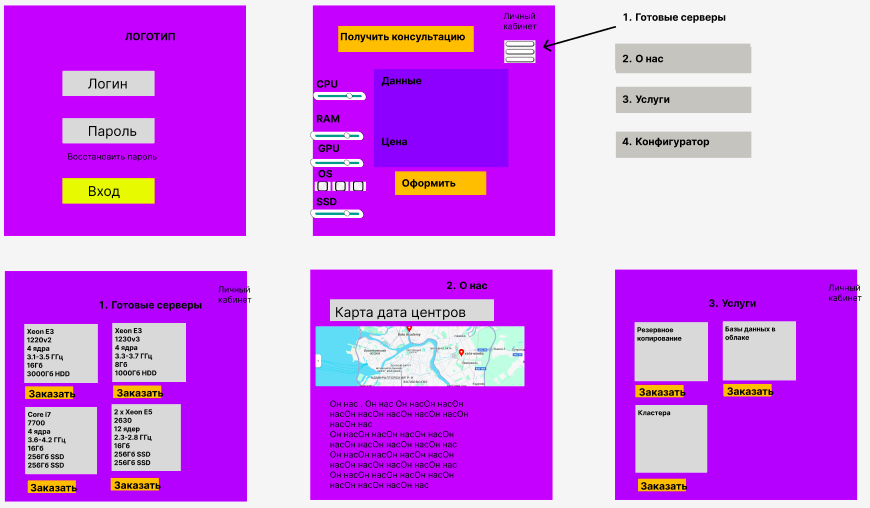 ЛОГОТИП
Логин
Пароль
Восстановить пароль
Вход
Личный
кабинет
Получить консультацию
CPU
RAM
GPU
OS
SSD
Данные
Цена
Оформить
1. Готовые серверы
2. О нас
3. Услуги
4. Конфигуратор
Личный
кабинет
1. Готовые серверы
Xeon E3
1220v2
4 ядра
3.1-3.5 ГГц
16Гб
3000Гб HDD
Заказать
Xeon E3
1230v3
4 ядра
3.3-3.7 ГГц
8Гб
1000Гб HDD
Заказать
Core i7
7700
4 ядра
3.6-4.2 ГГц
16Гб
256Гб SSD
256Гб SSD
Заказать
2 x Xeon E5
2630
12 ядер
2.3-2.8 ГГц
16Гб
256Гб SSD
256Гб SSD
Заказать
2. О нас
Карта дата центров
Он нас . Он нас Он насОн насОн
насОн насОн насОн насОн насОн
насОн нас
Он насОн насОн насОн насОн
насОн насОн насОн насОн нас
Он насОн насОн насОн насОн
насОн насОн насОн насОн нас
Он насОн насОн насОн насОн
насОн насОн насОн нас
Личный
кабинет
3. Услуги
Резервное
копирование
Заказать
Базы данных в
облаке
Заказать
Кластера
Заказать